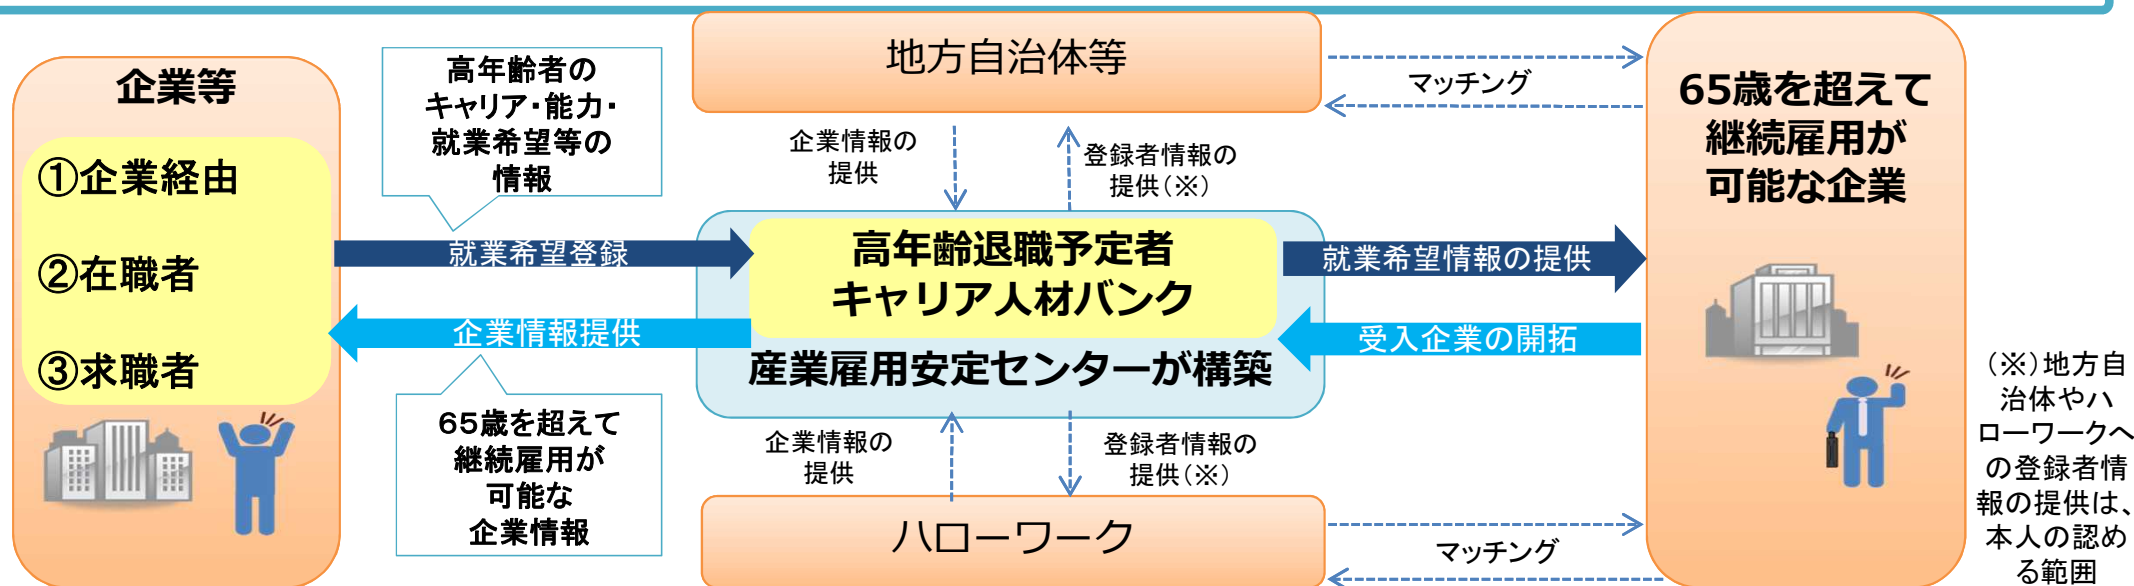 企業等
①企業経由
②在職者
③求職者
高年齢者の
キャリア・能力・
就業希望等の
情報
就業希望登録
企業情報提供
65歳を超えて
継続雇用が
可能な
企業情報
地方自治体等
企業情報の
提供
登録者情報の
提供(※)
高年齢退職予定者
キャリア人材バンク
産業雇用安定センターが構築
企業情報の
提供
登録者情報の
提供(※)
ハローワーク
マッチング
就業希望情報の提供
受入企業の開拓
マッチング
65歳を超えて
継続雇用が
可能な企業
(※)地方自
治体やハ
ローワークへ
の登録者情
報の提供は、
本人の認め
る範囲